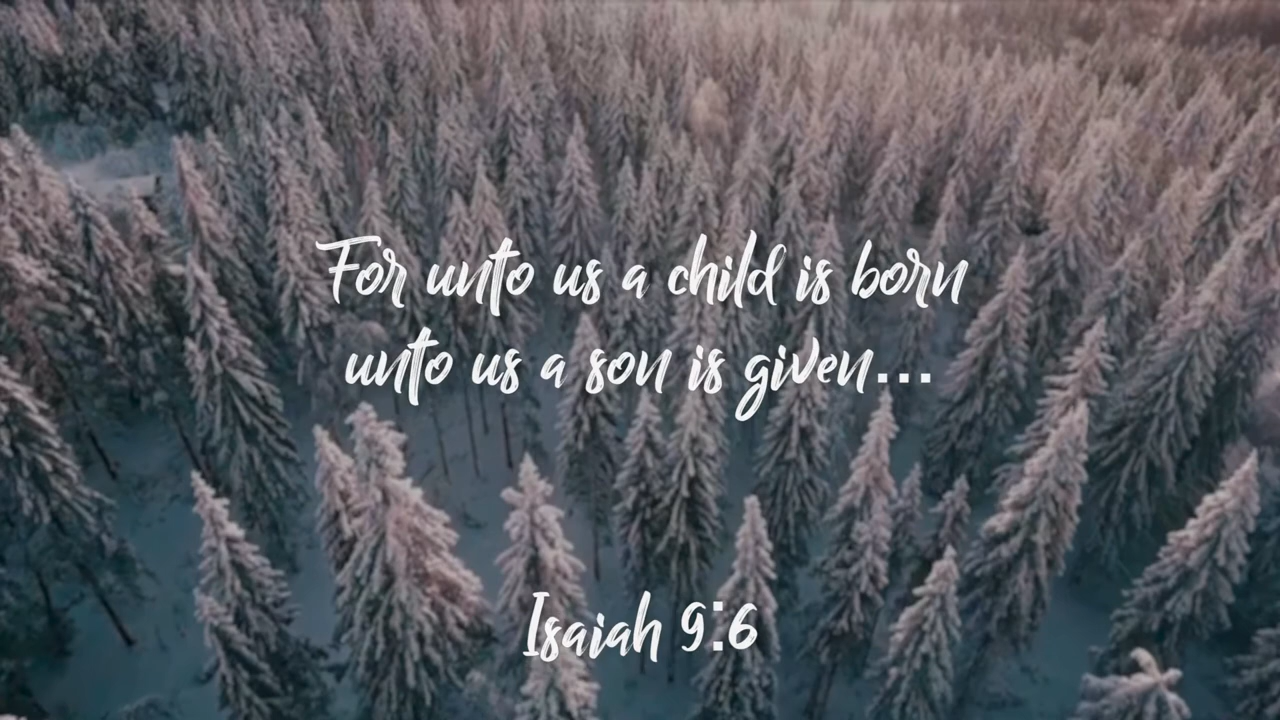 For unto us a child is born
unto us a son is given...
Isaiah 9:6